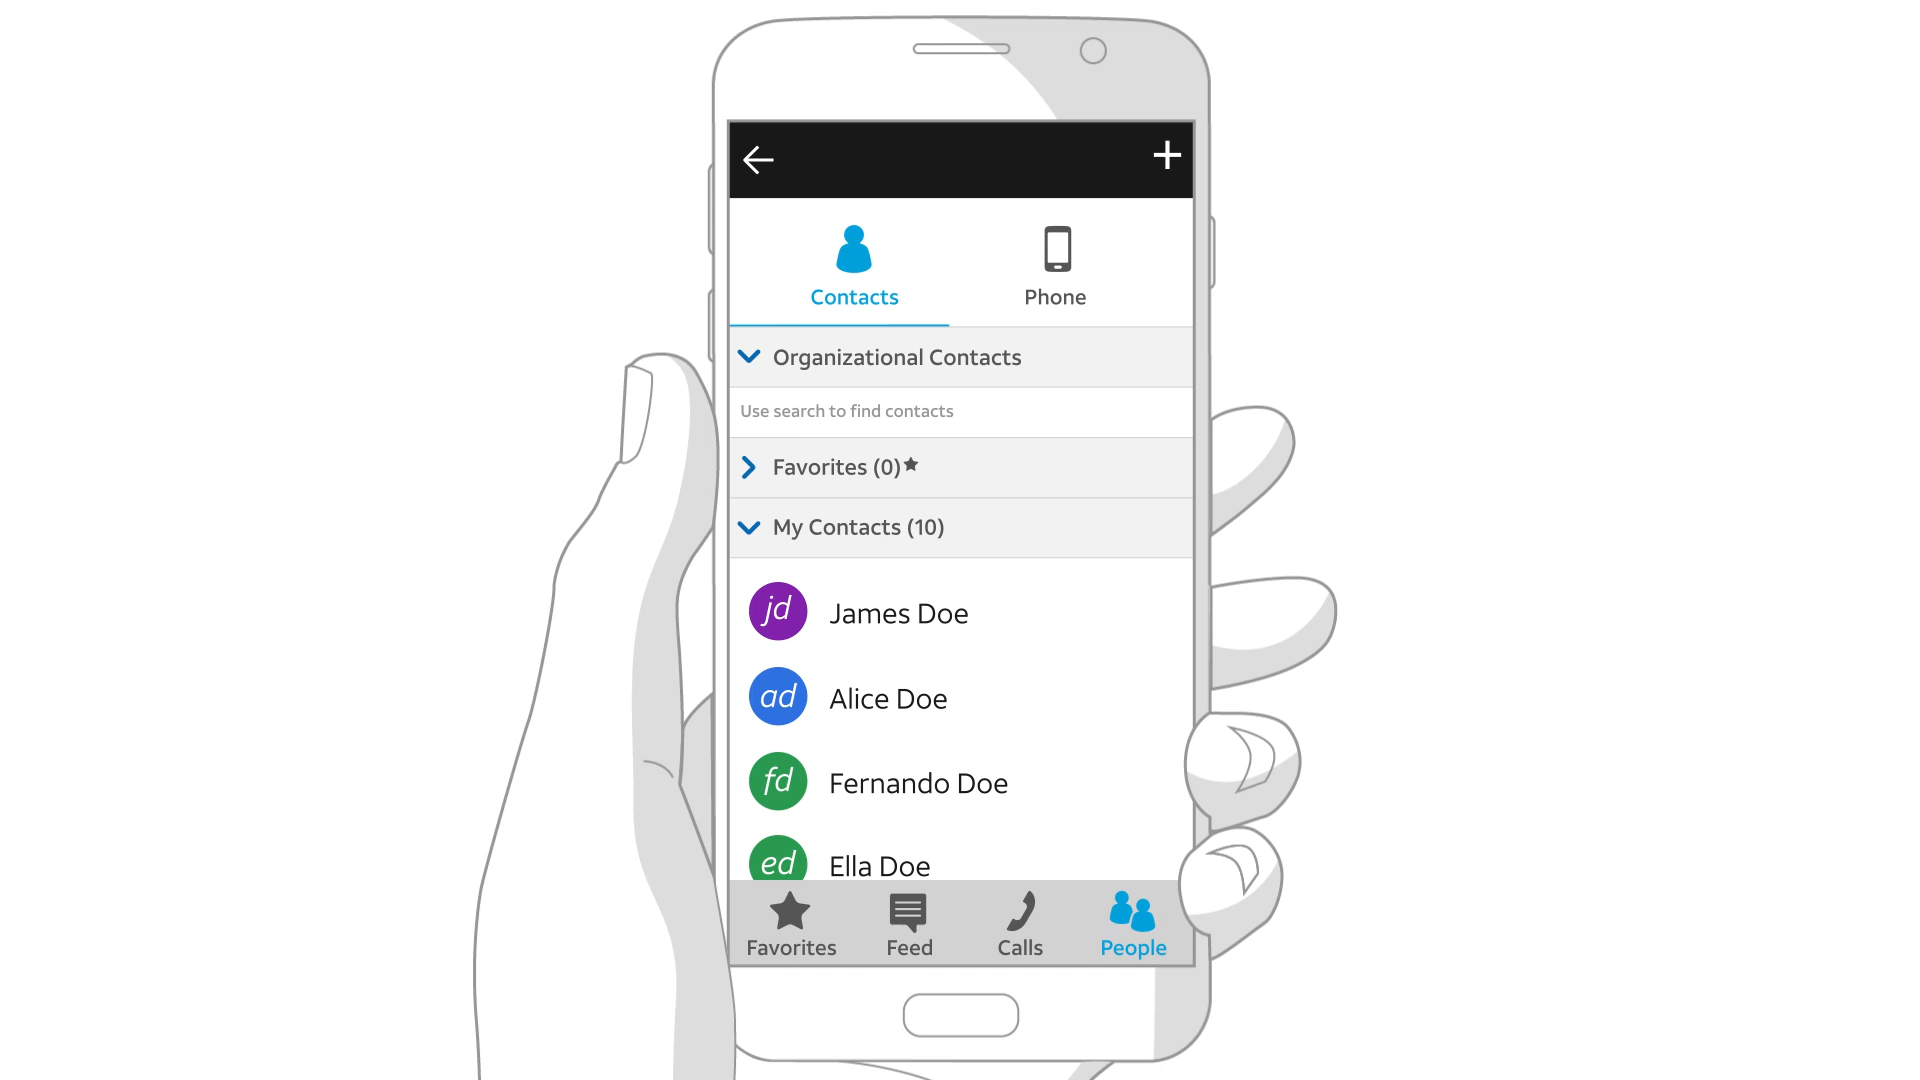 Contacts Phone
Organizational Contacts
Use search to find contacts
Favorites (0)★
My Contacts (10)
jd James Doe
ad Alice Doe
fd Fernando Doe
ed Ella Doe
Favorites Feed Calls People